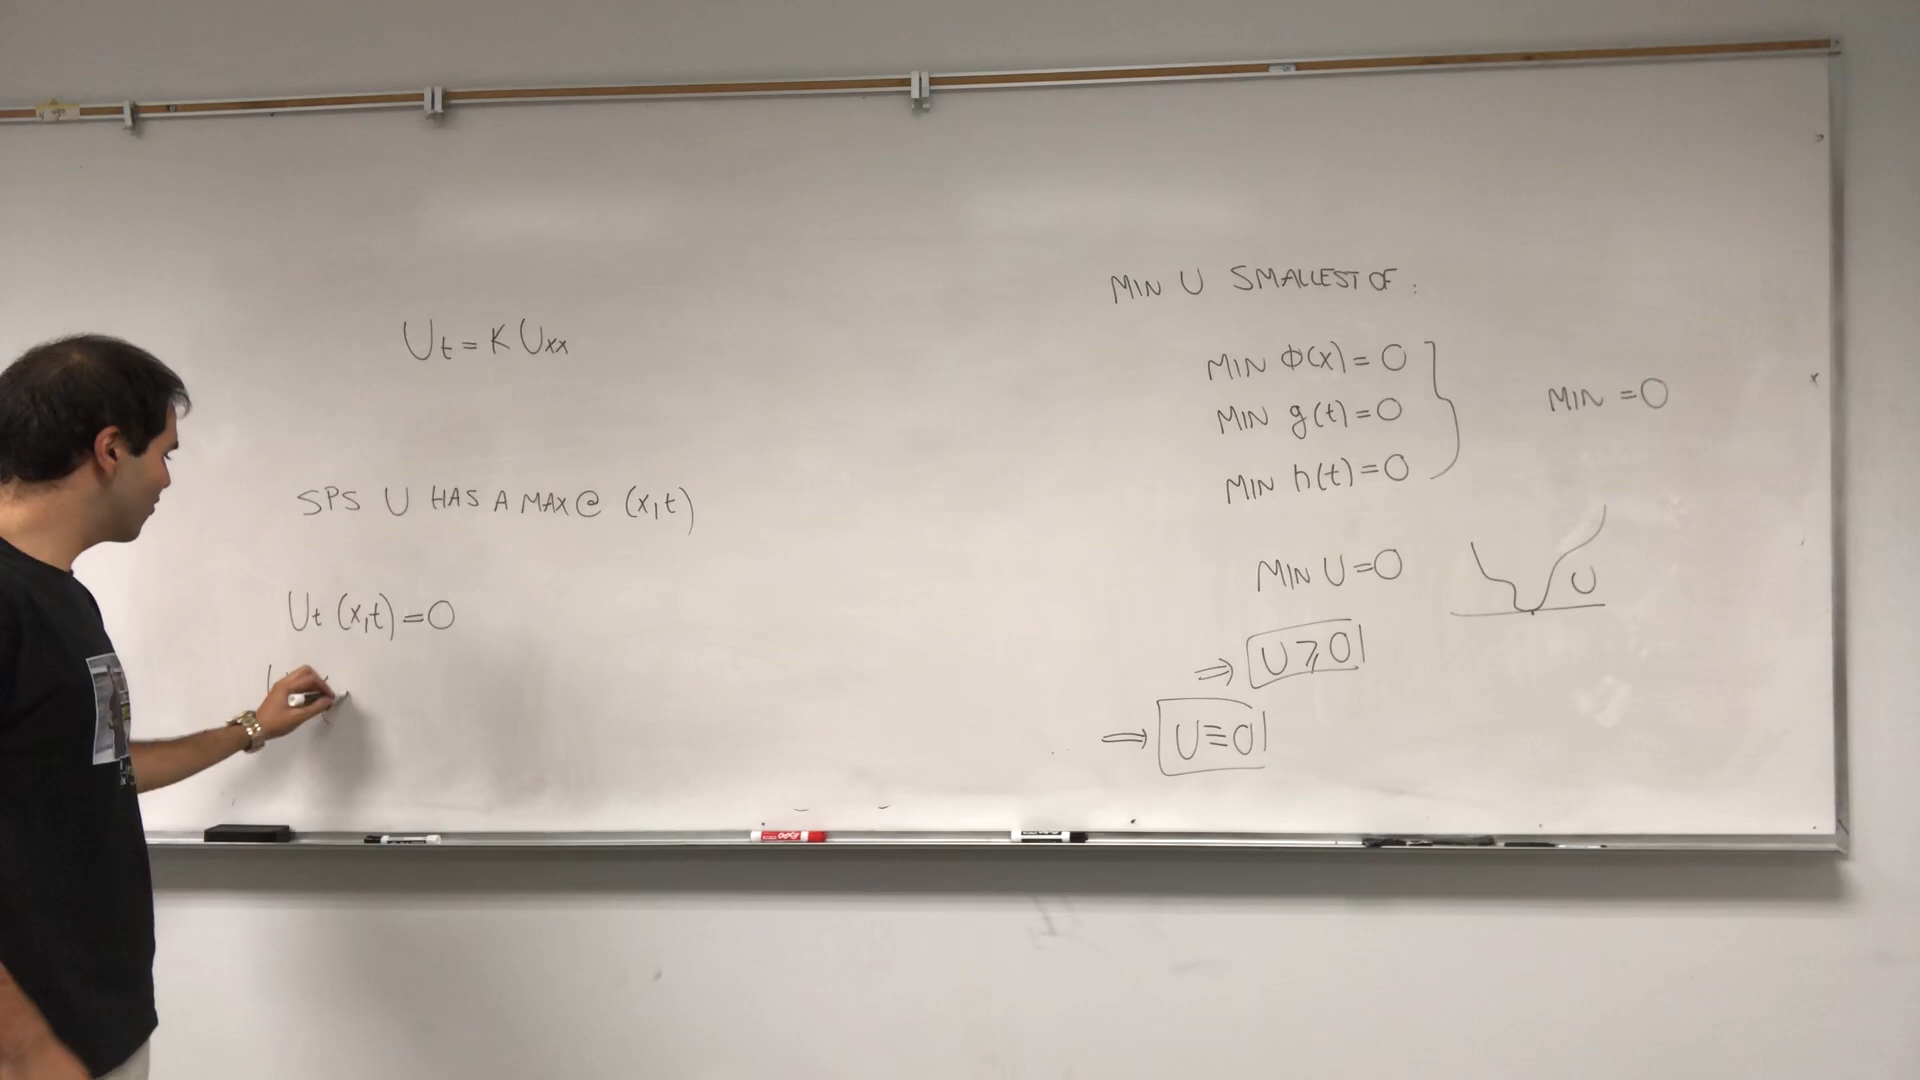 Ut = K Uxx
SPS U HAS A MAX @ (x,t)
Ut (x,t) = 0
MIN U SMALLEST OF :
MIN ϕ(x) = 0
MIN g(t) = 0
MIN h(t) = 0
MIN = 0
MIN U = 0
U
⇒ U ⩾ 0
⇒ U ≡ 0
EXPO